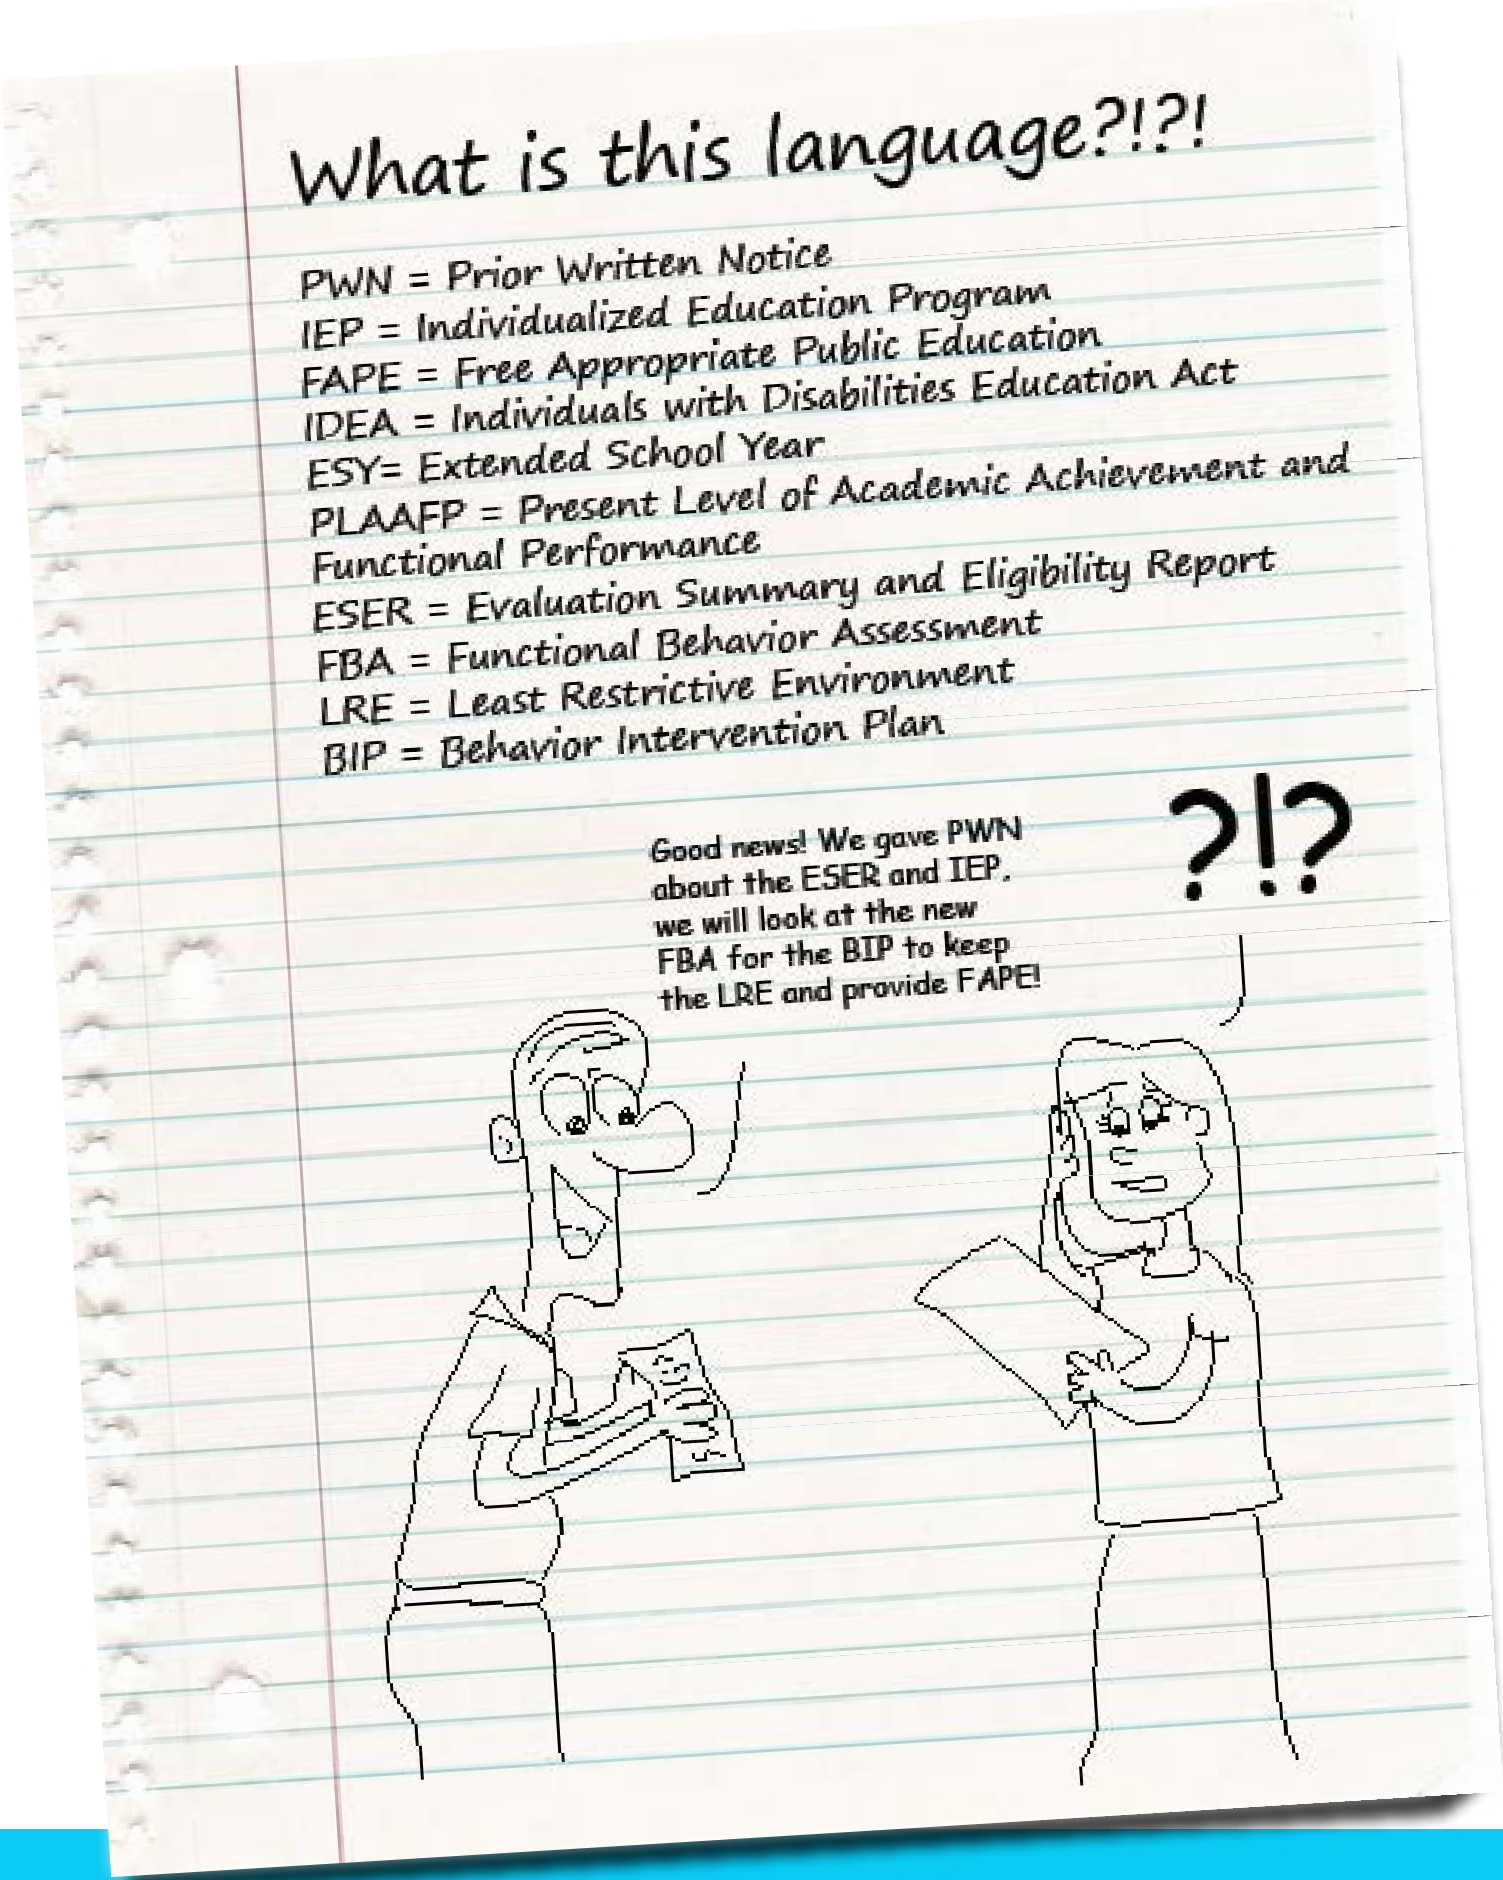 What is this language?!?!
PWN = Prior Written Notice
IEP = Individualized Education Program
FAPE = Free Appropriate Public Education
IDEA = Individuals with Disabilities Education Act
ESY= Extended School Year
PLAAFP = Present Level of Academic Achievement and
Functional Performance
ESER = Evaluation Summary and Eligibility Report
FBA = Functional Behavior Assessment
LRE = Least Restrictive Environment
BIP = Behavior Intervention Plan
?!?
Good news! We gave PWN
about the ESER and IEP.
we will look at the new
FBA for the BIP to keep
the LRE and provide FAPE!